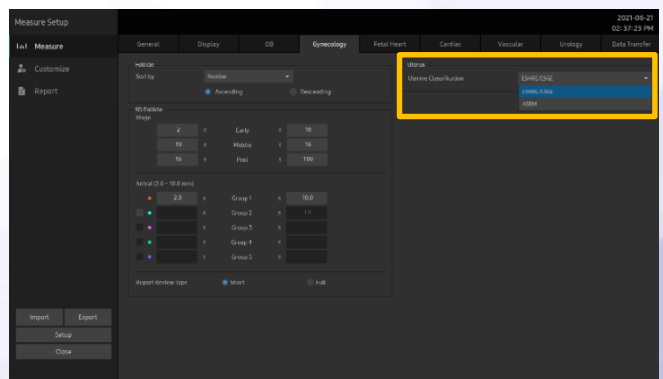 Measure Setup
2021-06-21
02:37:23 PM
Measure
Customize
Report
General Display OB Gynecology Fetal Heart Cardiac Vascular Urology Data Transfer
Follicle
Sort by Number
Ascending Descending
5D Follicle
Stage
2 ≤ Early ≤ 10
10 < Middle ≤ 16
16 < Post ≤ 100
Antral (2.0 - 10.0 mm)
2.0 ≤ Group 1 ≤ 10.0
Group 2
Group 3
Group 4
Group 5
Report Review Type Short Full
Uterus
Uterine Classification ESHRE/ESGE
ESHRE/ESGE
ASRM
Import Export
Setup
Close